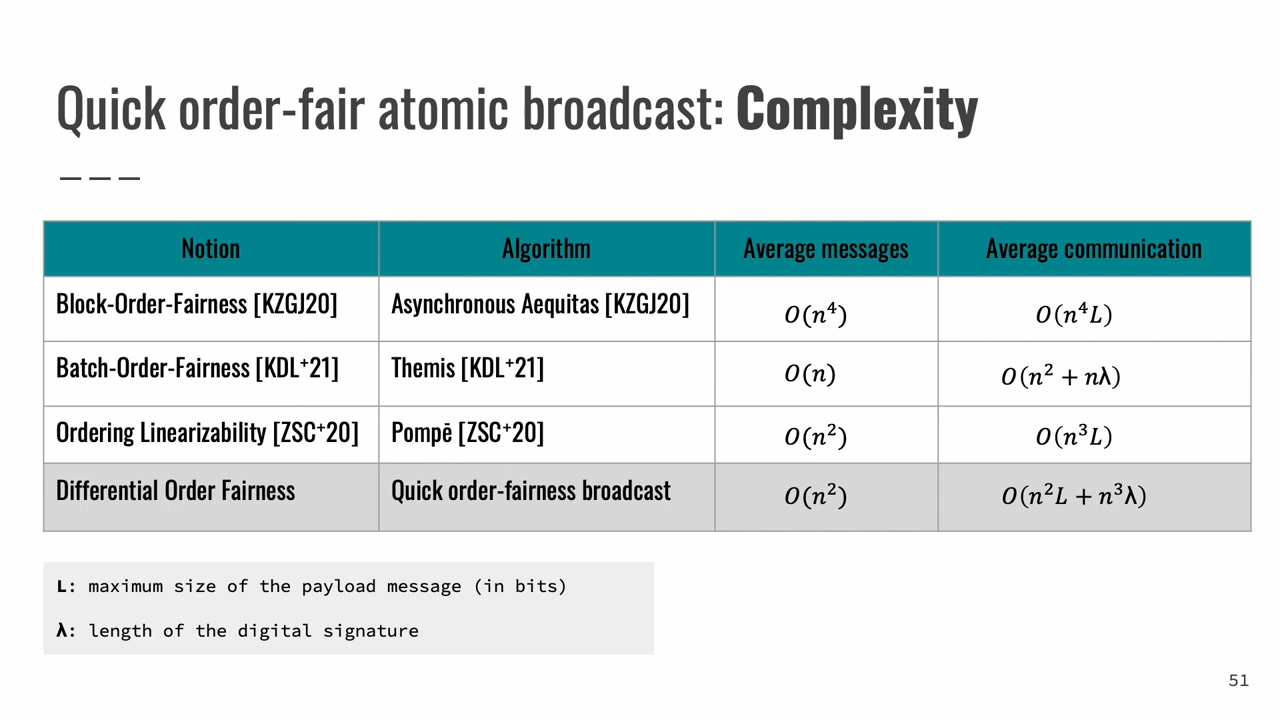 Quick order-fair atomic broadcast: Complexity
Notion Algorithm Average messages Average communication
Block-Order-Fairness [KZGJ20] Asynchronous Aequitas [KZGJ20] O(n⁴) O(n⁴L)
Batch-Order-Fairness [KDL⁺21] Themis [KDL⁺21] O(n) O(n² + nλ)
Ordering Linearizability [ZSC⁺20] Pompē [ZSC⁺20] O(n²) O(n³L)
Differential Order Fairness Quick order-fairness broadcast O(n²) O(n²L + n³λ)
L: maximum size of the payload message (in bits)
λ: length of the digital signature
51